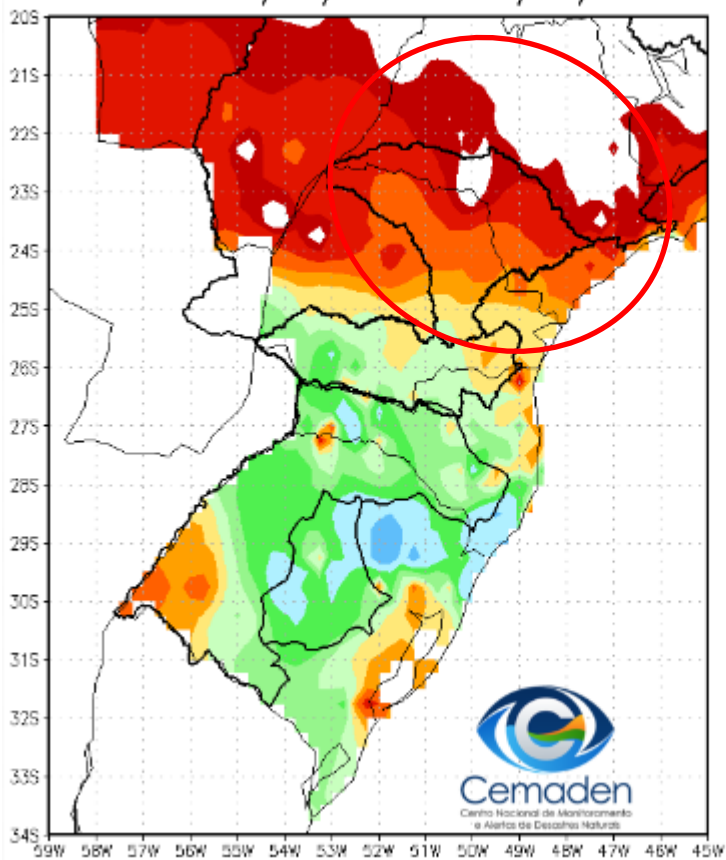 20S
21S
22S
23S
24S
25S
26S
27S
28S
29S
30S
31S
32S
33S
34S
59W 58W 57W 56W 55W 54W 53W 52W 51W 50W 49W 48W 47W 46W 45W
Cemaden
Centro Nacional de Monitoramento
e Alertas de Desastres Naturais